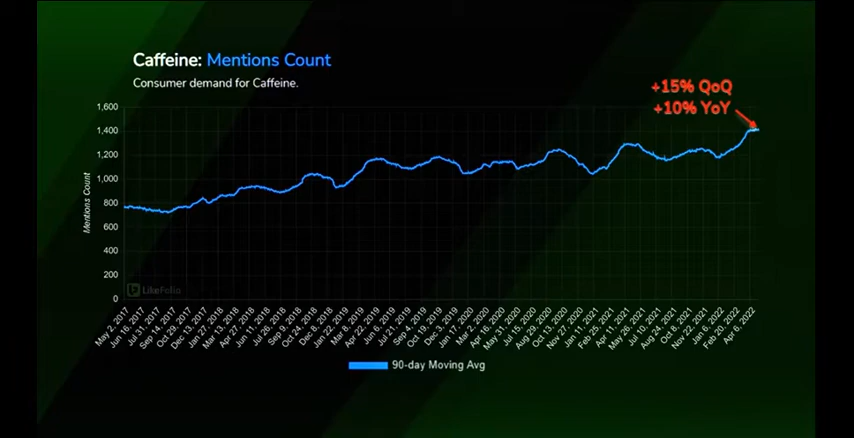 Caffeine: Mentions Count
Consumer demand for Caffeine.
+15% QoQ
+10% YoY
1,600
1,400
1,200
1,000
800
600
400
200
0
Mentions Count
LikeFolio
May 2, 2017
Jun 16, 2017
Jul 31, 2017
Sep 14, 2017
Oct 29, 2017
Dec 13, 2017
Jan 27, 2018
Mar 13, 2018
Apr 27, 2018
Jun 11, 2018
Jul 26, 2018
Sep 9, 2018
Oct 24, 2018
Dec 8, 2018
Jan 22, 2019
Mar 8, 2019
Apr 22, 2019
Jun 6, 2019
Jul 21, 2019
Sep 4, 2019
Oct 19, 2019
Dec 3, 2019
Jan 17, 2020
Mar 2, 2020
Apr 16, 2020
May 31, 2020
Jul 15, 2020
Aug 29, 2020
Oct 13, 2020
Nov 27, 2020
Jan 11, 2021
Feb 25, 2021
Apr 11, 2021
May 26, 2021
Jul 10, 2021
Aug 24, 2021
Oct 8, 2021
Nov 22, 2021
Jan 6, 2022
Feb 20, 2022
Apr 6, 2022
90-day Moving Avg